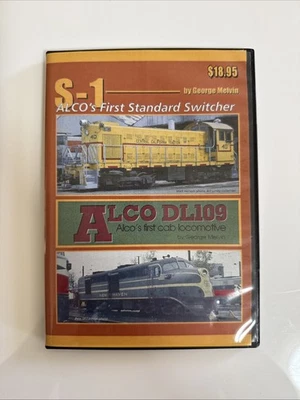 $18.95
S-1
by George Melvin
ALCO's First Standard Switcher
ALCO DL109
Alco's first cab locomotive
by George Melvin